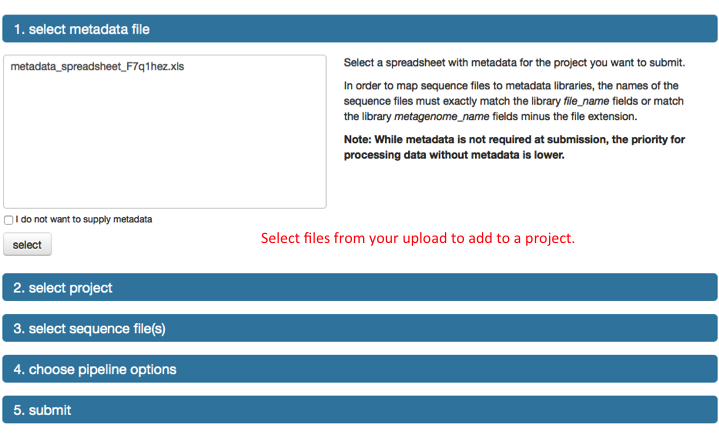 1. select metadata file
metadata_spreadsheet_F7q1hez.xls
Select a spreadsheet with metadata for the project you want to submit.
In order to map sequence files to metadata libraries, the names of the
sequence files must exactly match the library file_name fields or match
the library metagenome_name fields minus the file extension.
Note: While metadata is not required at submission, the priority for
processing data without metadata is lower.
I do not want to supply metadata
select
Select files from your upload to add to a project.
2. select project
3. select sequence file(s)
4. choose pipeline options
5. submit